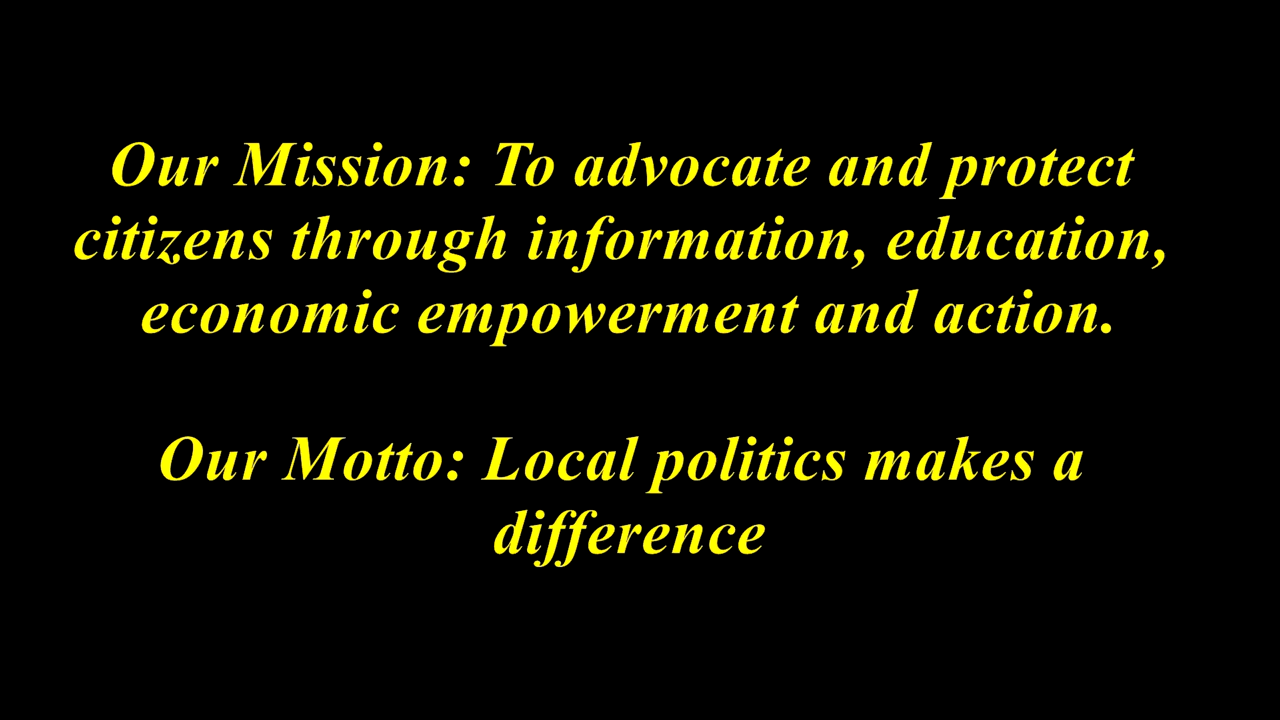 Our Mission: To advocate and protect
citizens through information, education,
economic empowerment and action.
Our Motto: Local politics makes a
difference